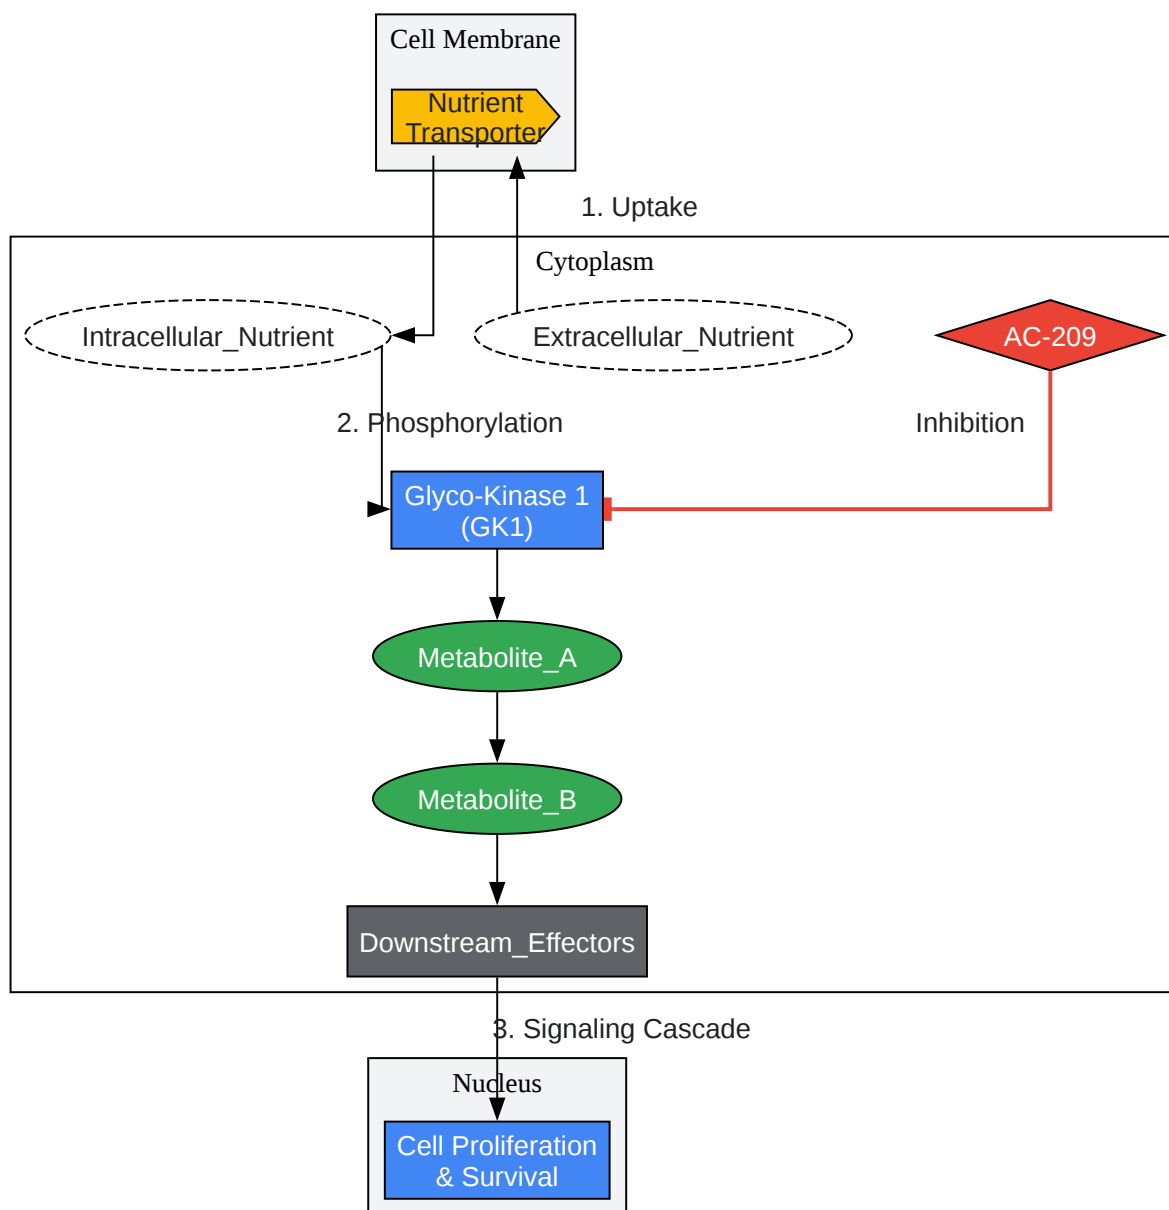 Cell Membrane
Nutrient
Transporter
1. Uptake
Cytoplasm
Intracellular_Nutrient
Extracellular_Nutrient
AC-209
2. Phosphorylation
Inhibition
Glyco-Kinase 1
(GK1)
Metabolite_A
Metabolite_B
Downstream_Effectors
3. Signaling Cascade
Nucleus
Cell Proliferation
& Survival